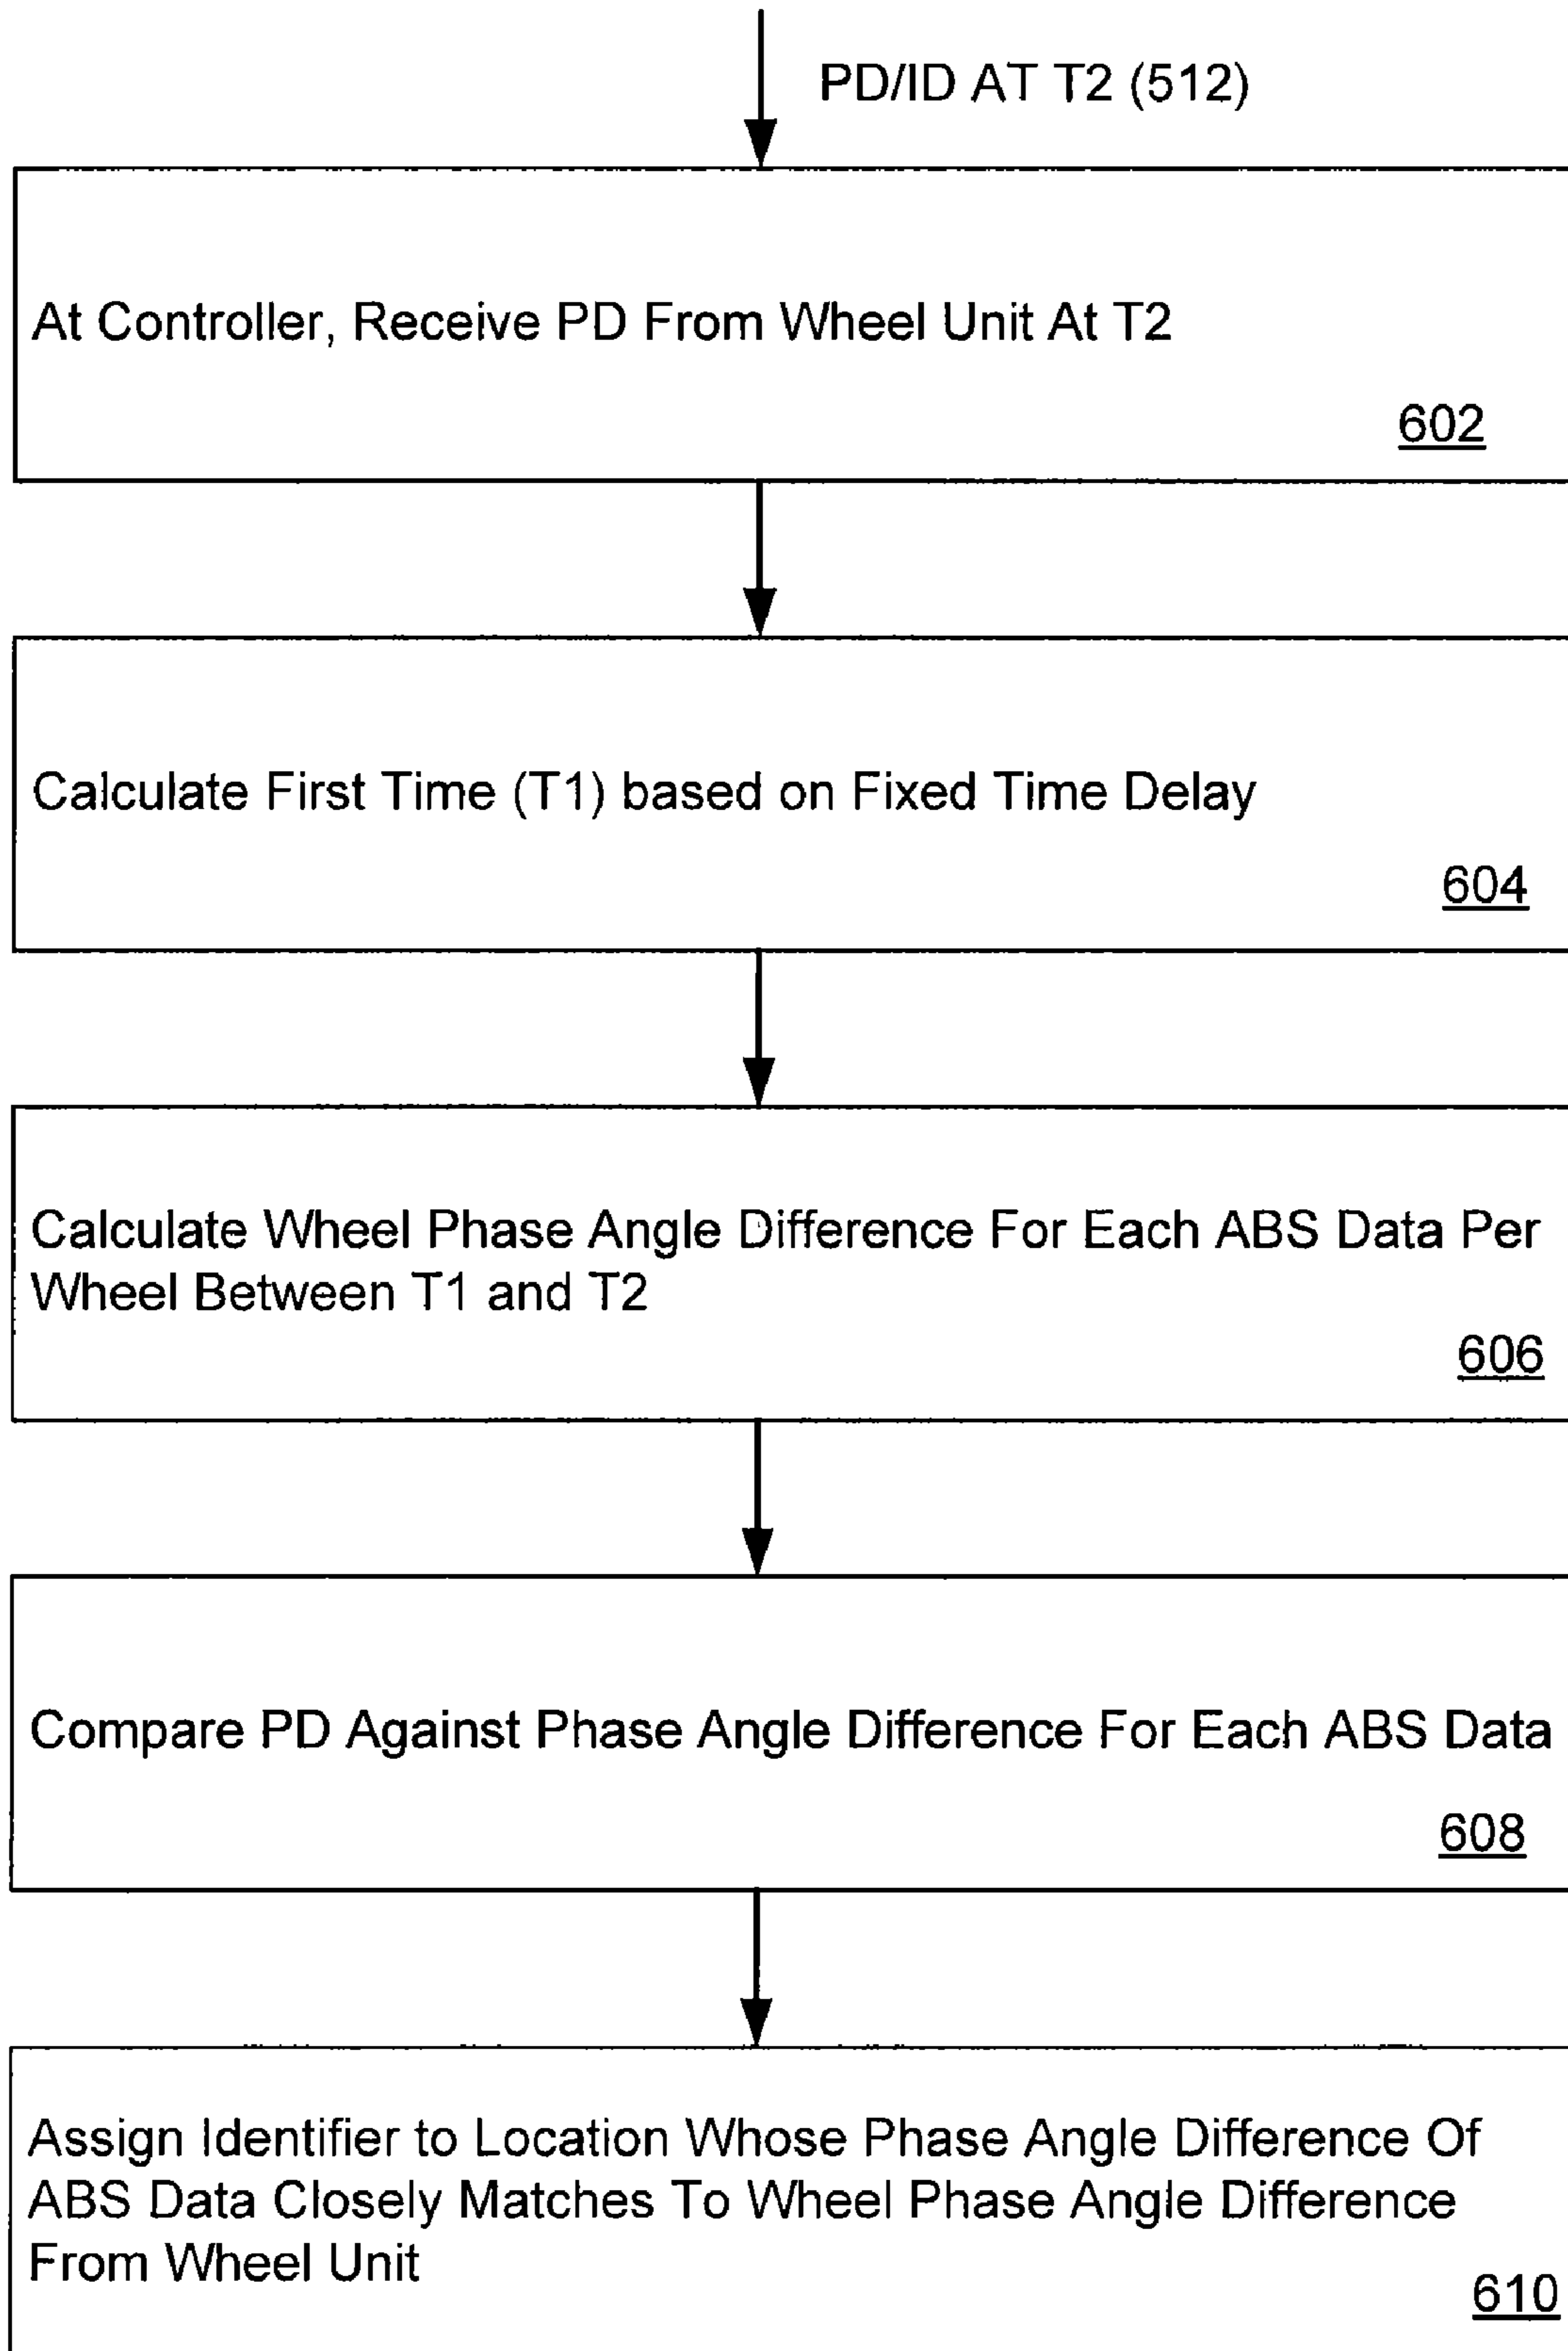 PD/ID AT T2 (512)
At Controller, Receive PD From Wheel Unit At T2
602
Calculate First Time (T1) based on Fixed Time Delay
604
Calculate Wheel Phase Angle Difference For Each ABS Data Per
Wheel Between T1 and T2
606
Compare PD Against Phase Angle Difference For Each ABS Data
608
Assign Identifier to Location Whose Phase Angle Difference Of
ABS Data Closely Matches To Wheel Phase Angle Difference
From Wheel Unit
610